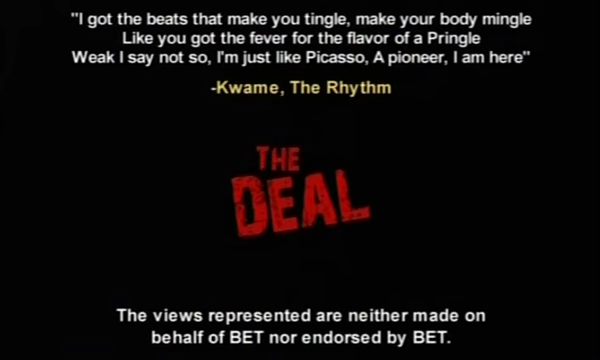 "I got the beats that make you tingle, make your body mingle
Like you got the fever for the flavor of a Pringle
Weak I say not so, I'm just like Picasso, A pioneer, I am here"
-Kwame, The Rhythm
THE
DEAL
The views represented are neither made on
behalf of BET nor endorsed by BET.